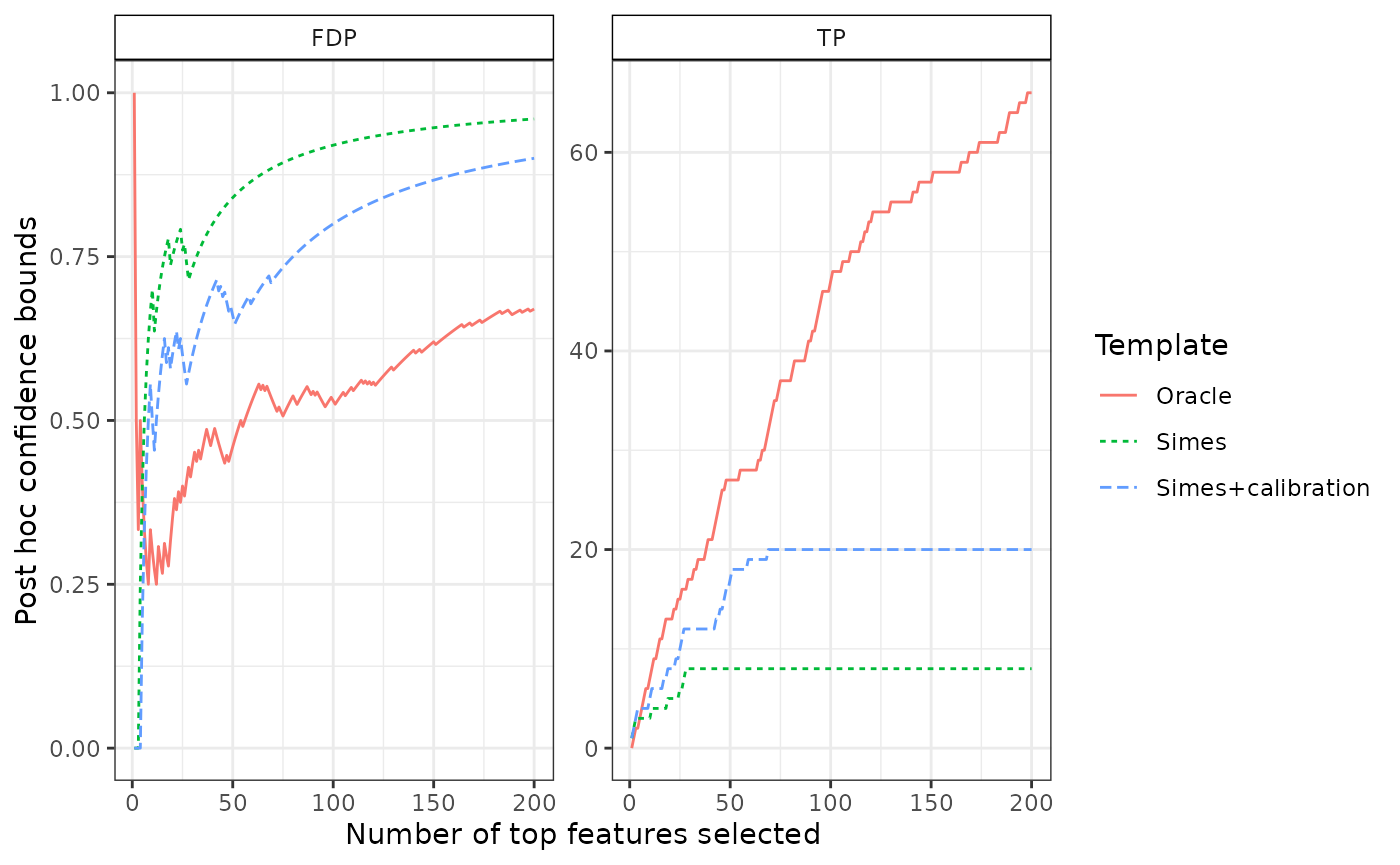 FDP
TP
1.00
0.75
0.50
0.25
0.00
60
40
20
0
0 50 100 150 200
0 50 100 150 200
Number of top features selected
Post hoc confidence bounds
Template
Oracle
Simes
Simes+calibration